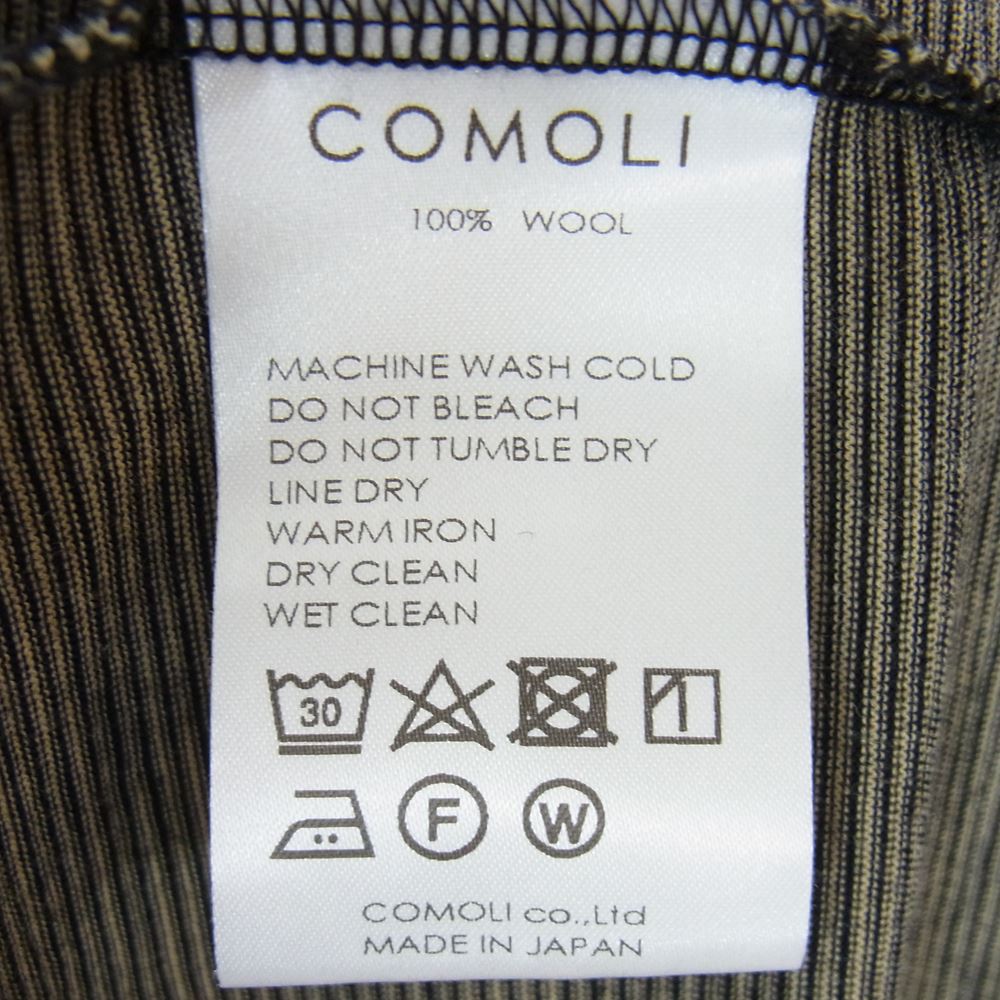 COMOLI
100% WOOL
MACHINE WASH COLD
DO NOT BLEACH
DO NOT TUMBLE DRY
LINE DRY
WARM IRON
DRY CLEAN
WET CLEAN
30
F W
COMOLI co.,Ltd
MADE IN JAPAN